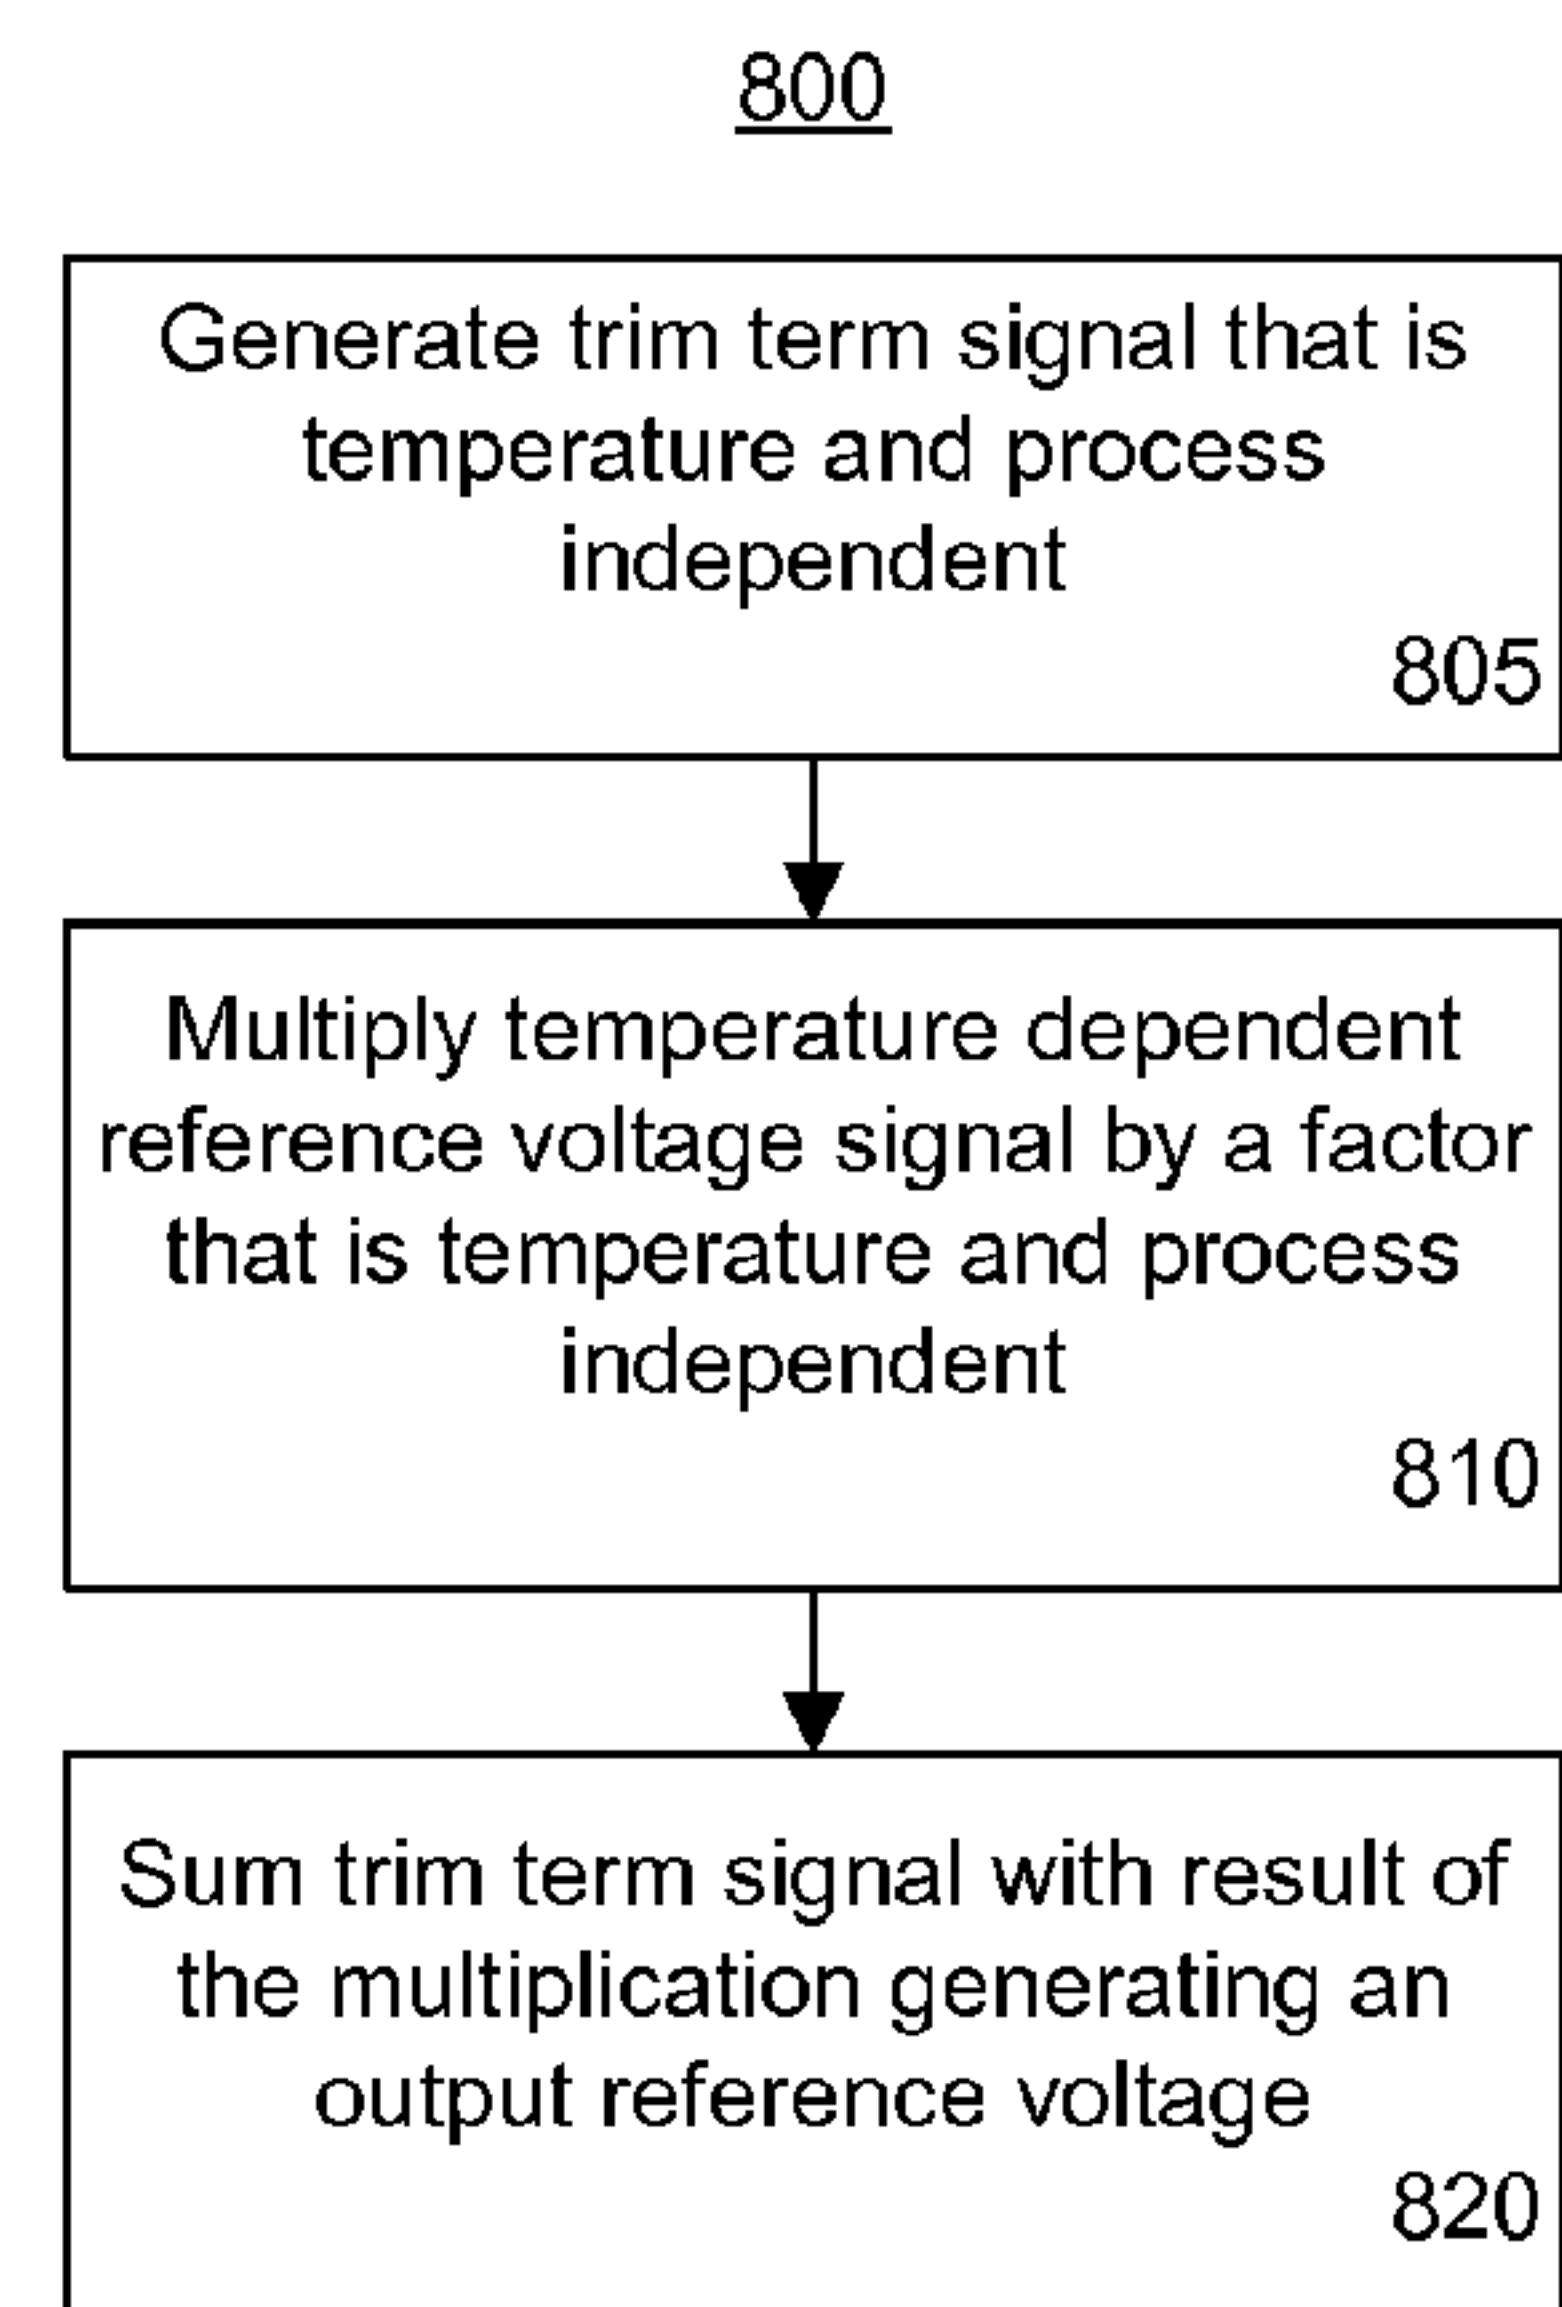 800
Generate trim term signal that is
temperature and process
independent
805
Multiply temperature dependent
reference voltage signal by a factor
that is temperature and process
independent
810
Sum trim term signal with result of
the multiplication generating an
output reference voltage
820